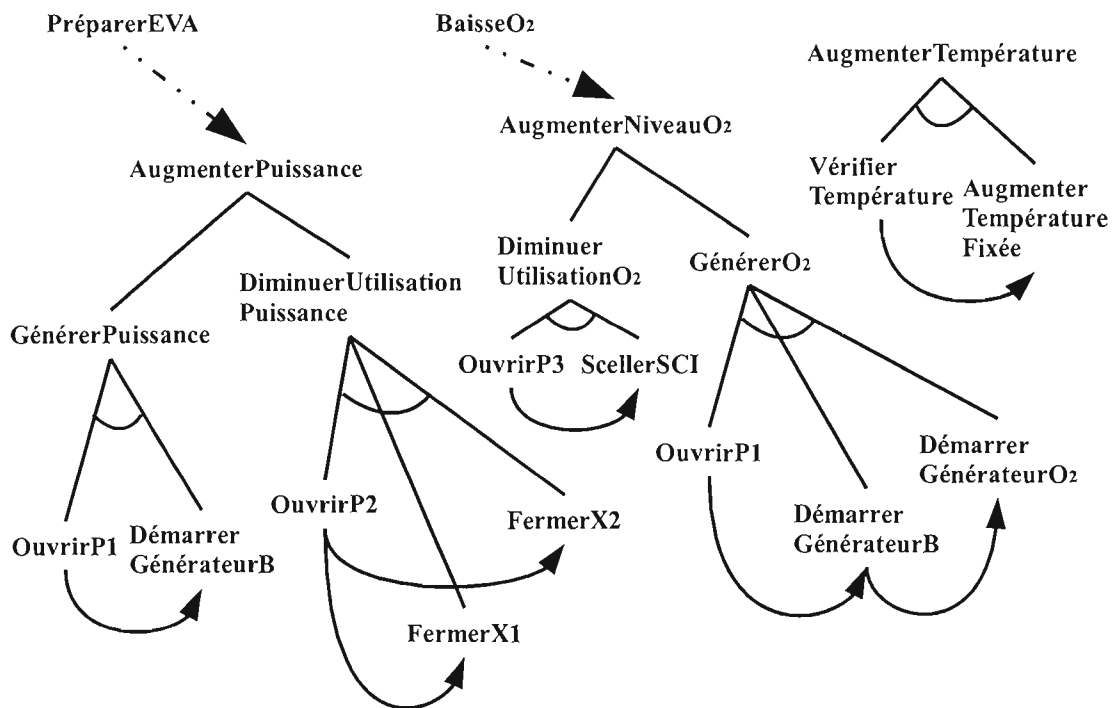 PréparerEVA
BaisseO₂
AugmenterTempérature
AugmenterNiveauO₂
AugmenterPuissance
Vérifier
Température
Augmenter
Température
Fixée
Diminuer
UtilisationO₂
GénérerO₂
DiminuerUtilisation
Puissance
GénérerPuissance
OuvrirP3
ScellerSCI
OuvrirP1
Démarrer
GénérateurO₂
OuvrirP2
FermerX2
Démarrer
GénérateurB
OuvrirP1
Démarrer
GénérateurB
FermerX1